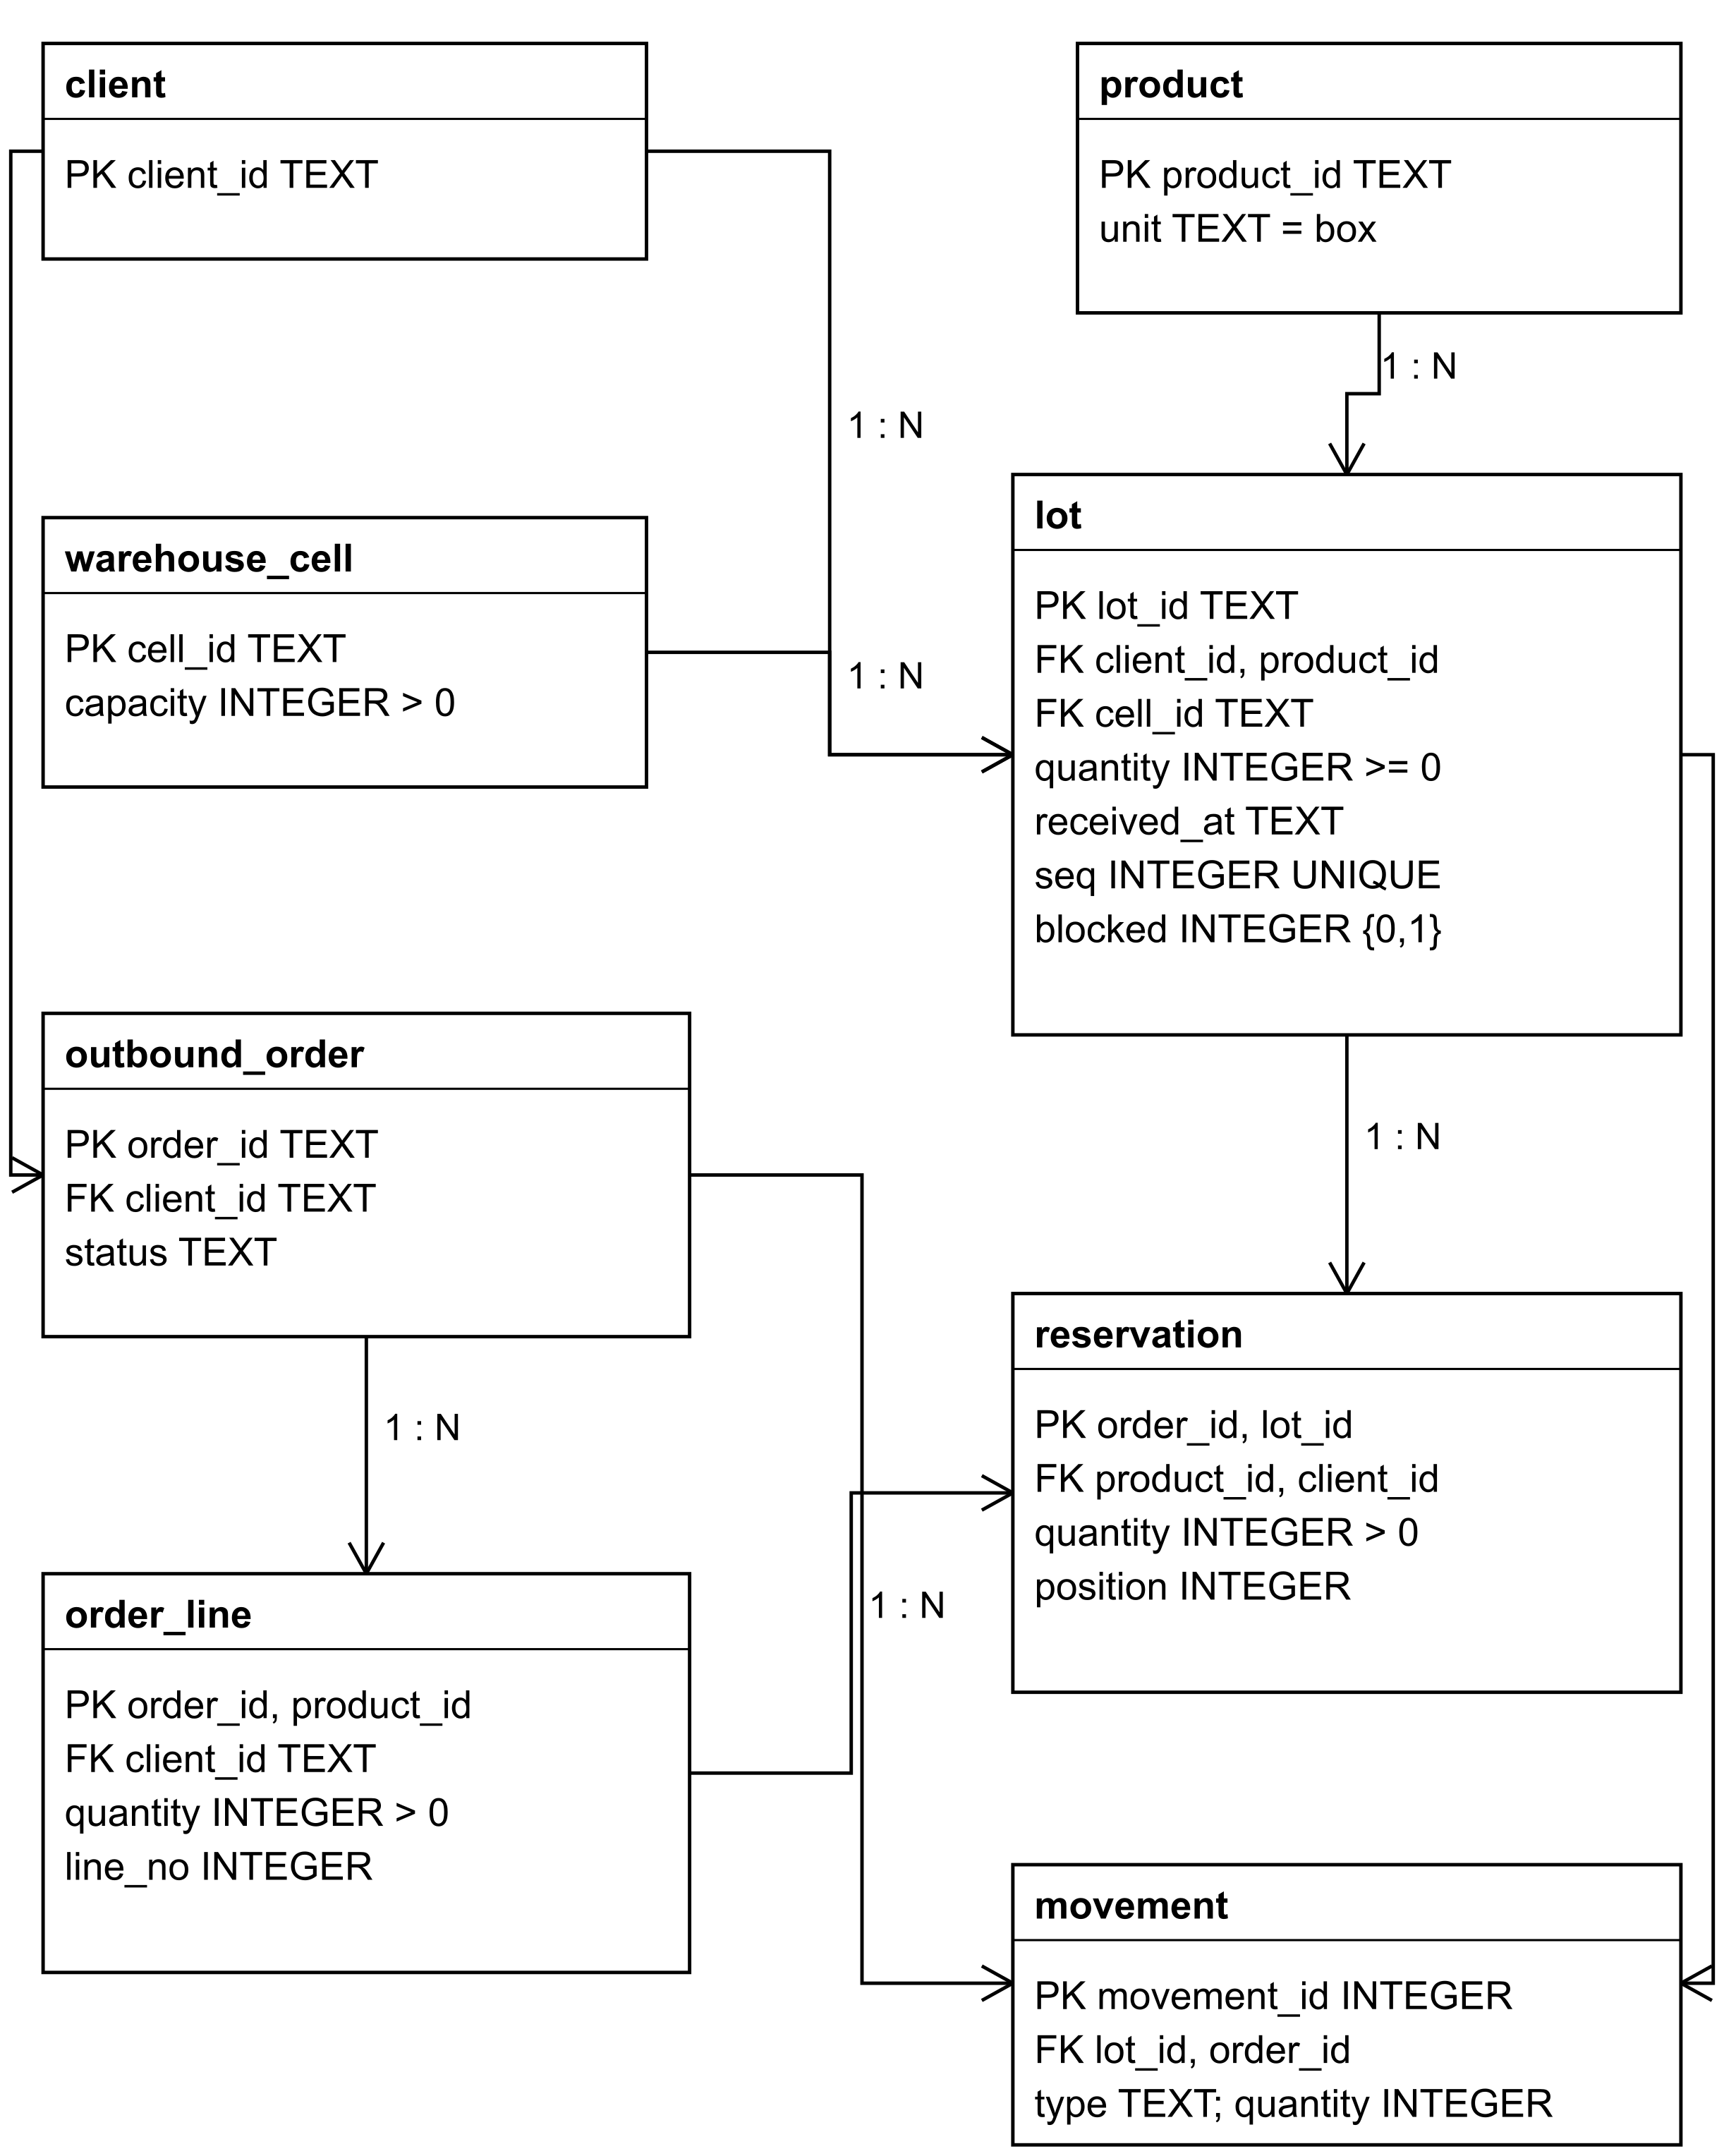 client
PK client_id TEXT
product
PK product_id TEXT
unit TEXT = box
1 : N
1 : N
warehouse_cell
PK cell_id TEXT
capacity INTEGER > 0
1 : N
lot
PK lot_id TEXT
FK client_id, product_id
FK cell_id TEXT
quantity INTEGER >= 0
received_at TEXT
seq INTEGER UNIQUE
blocked INTEGER {0,1}
outbound_order
PK order_id TEXT
FK client_id TEXT
status TEXT
1 : N
reservation
PK order_id, lot_id
FK product_id, client_id
quantity INTEGER > 0
position INTEGER
1 : N
1 : N
order_line
PK order_id, product_id
FK client_id TEXT
quantity INTEGER > 0
line_no INTEGER
movement
PK movement_id INTEGER
FK lot_id, order_id
type TEXT; quantity INTEGER